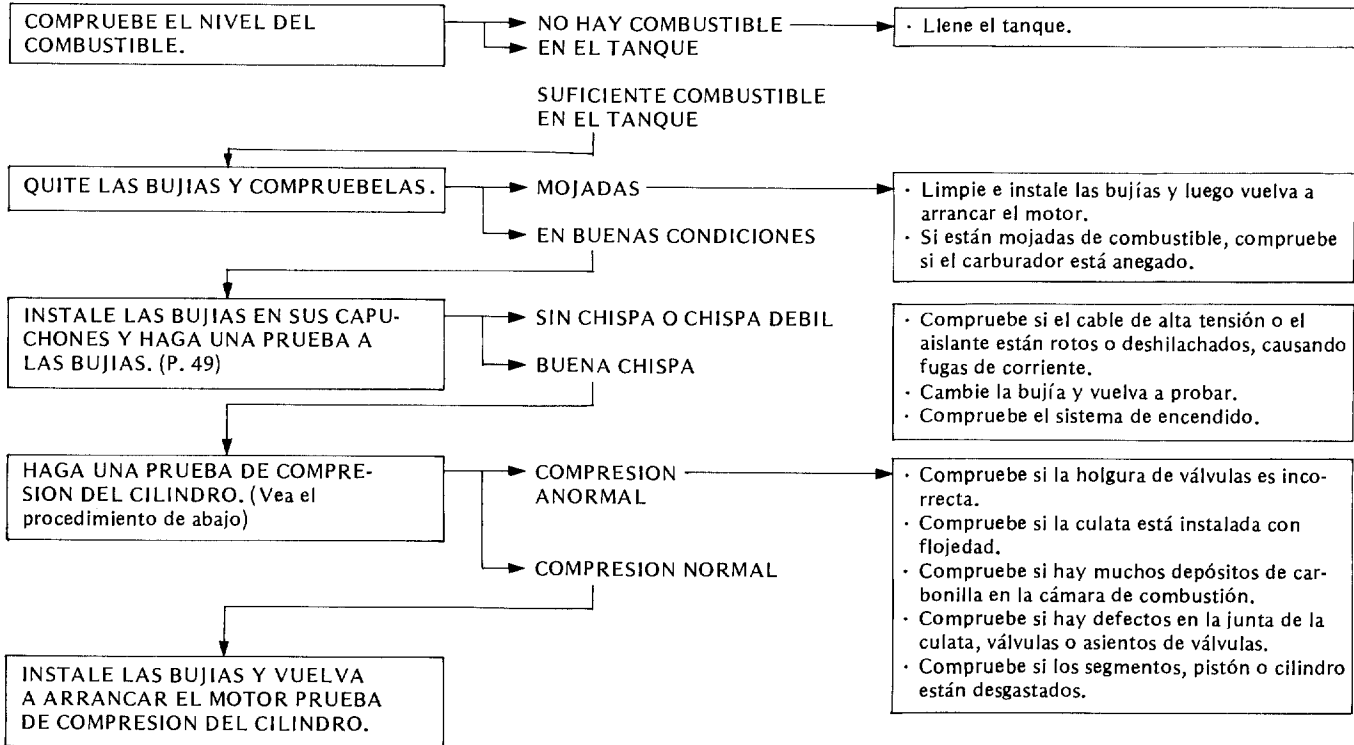 COMPRUEBE EL NIVEL DEL
COMBUSTIBLE.
NO HAY COMBUSTIBLE
EN EL TANQUE
· Llene el tanque.
SUFICIENTE COMBUSTIBLE
EN EL TANQUE
QUITE LAS BUJIAS Y COMPRUEBELAS.
MOJADAS
· Limpie e instale las bujías y luego vuelva a
arrancar el motor.
· Si están mojadas de combustible, compruebe
si el carburador está anegado.
EN BUENAS CONDICIONES
INSTALE LAS BUJIAS EN SUS CAPU-
CHONES Y HAGA UNA PRUEBA A
LAS BUJIAS. (P. 49)
SIN CHISPA O CHISPA DEBIL
BUENA CHISPA
· Compruebe si el cable de alta tensión o el
aislante están rotos o deshilachados, causando
fugas de corriente.
· Cambie la bujía y vuelva a probar.
· Compruebe el sistema de encendido.
HAGA UNA PRUEBA DE COMPRE-
SION DEL CILINDRO. (Vea el
procedimiento de abajo)
COMPRESION
ANORMAL
· Compruebe si la holgura de válvulas es inco-
rrecta.
· Compruebe si la culata está instalada con
flojedad.
· Compruebe si hay muchos depósitos de car-
bonilla en la cámara de combustión.
· Compruebe si hay defectos en la junta de la
culata, válvulas o asientos de válvulas.
· Compruebe si los segmentos, pistón o cilindro
están desgastados.
COMPRESION NORMAL
INSTALE LAS BUJIAS Y VUELVA
A ARRANCAR EL MOTOR PRUEBA
DE COMPRESION DEL CILINDRO.